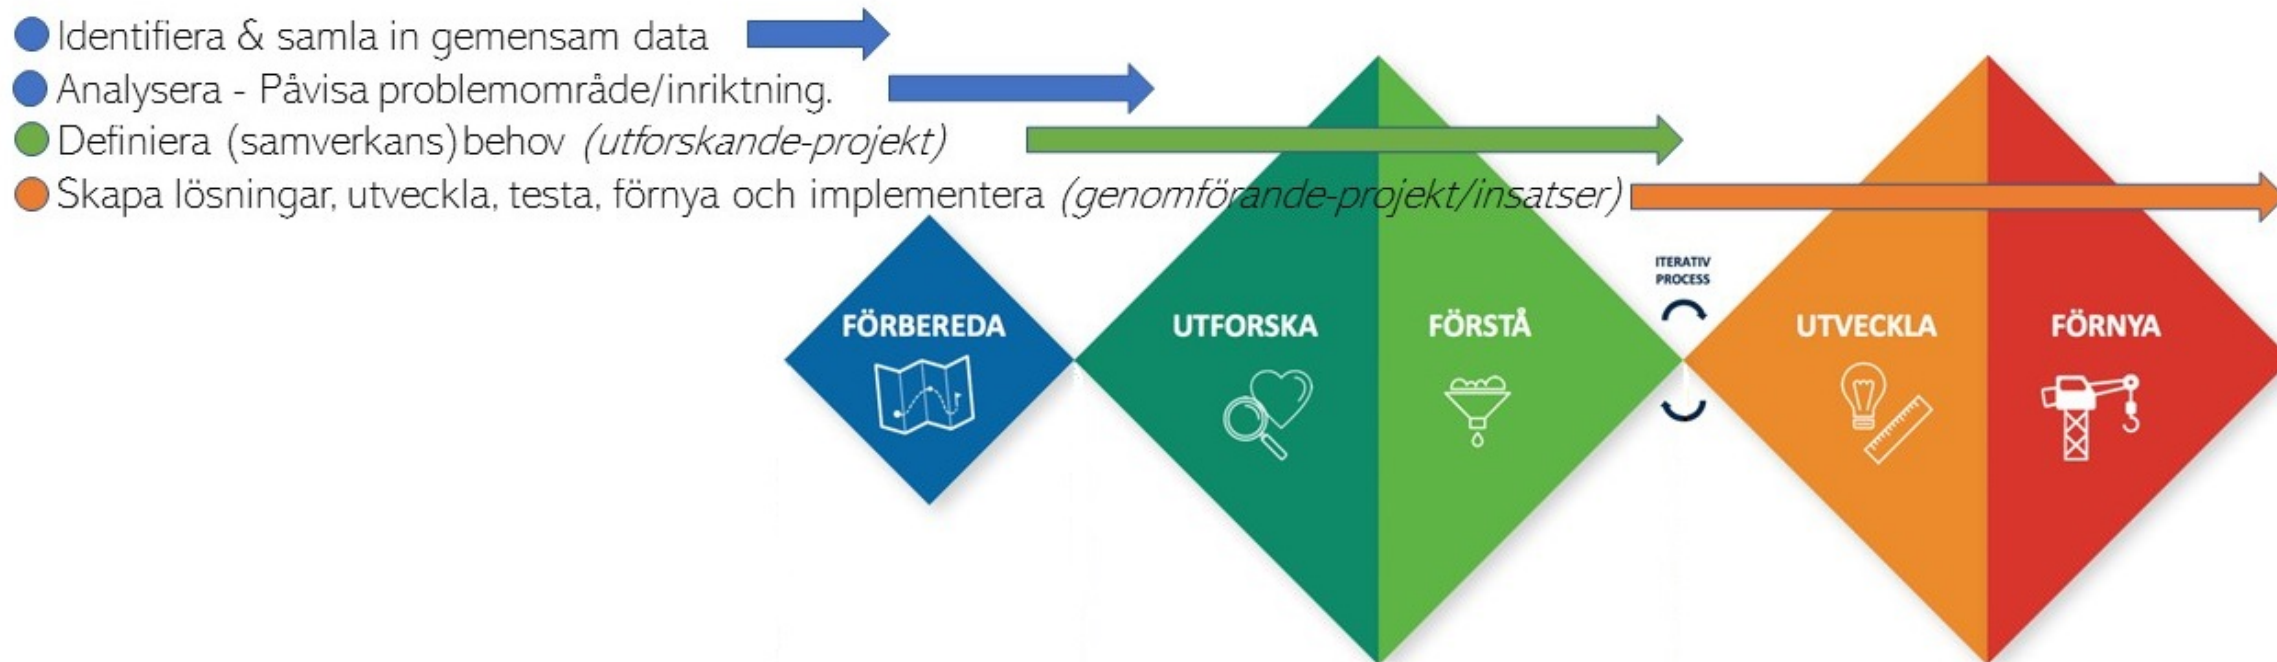 Identifiera & samla in gemensam data
Analysera - Påvisa problemområde/inriktning.
Definiera (samverkans)behov (utforskande-projekt)
Skapa lösningar, utveckla, testa, förnya och implementera (genomförande-projekt/insatser)
ITERATIV
PROCESS
FÖRBEREDA
UTFORSKA
FÖRSTÅ
UTVECKLA
FÖRNYA